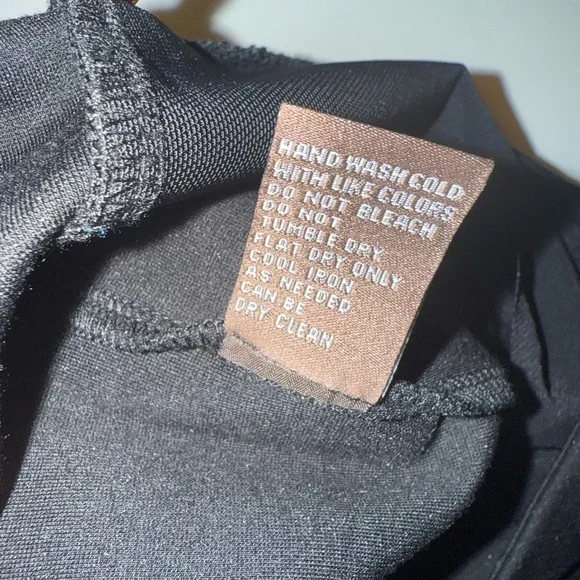 HAND WASH COLD
WITH LIKE COLORS
DO NOT BLEACH
DO NOT
TUMBLE DRY
FLAT DRY ONLY
COOL IRON
AS NEEDED
CAN BE
DRY CLEAN